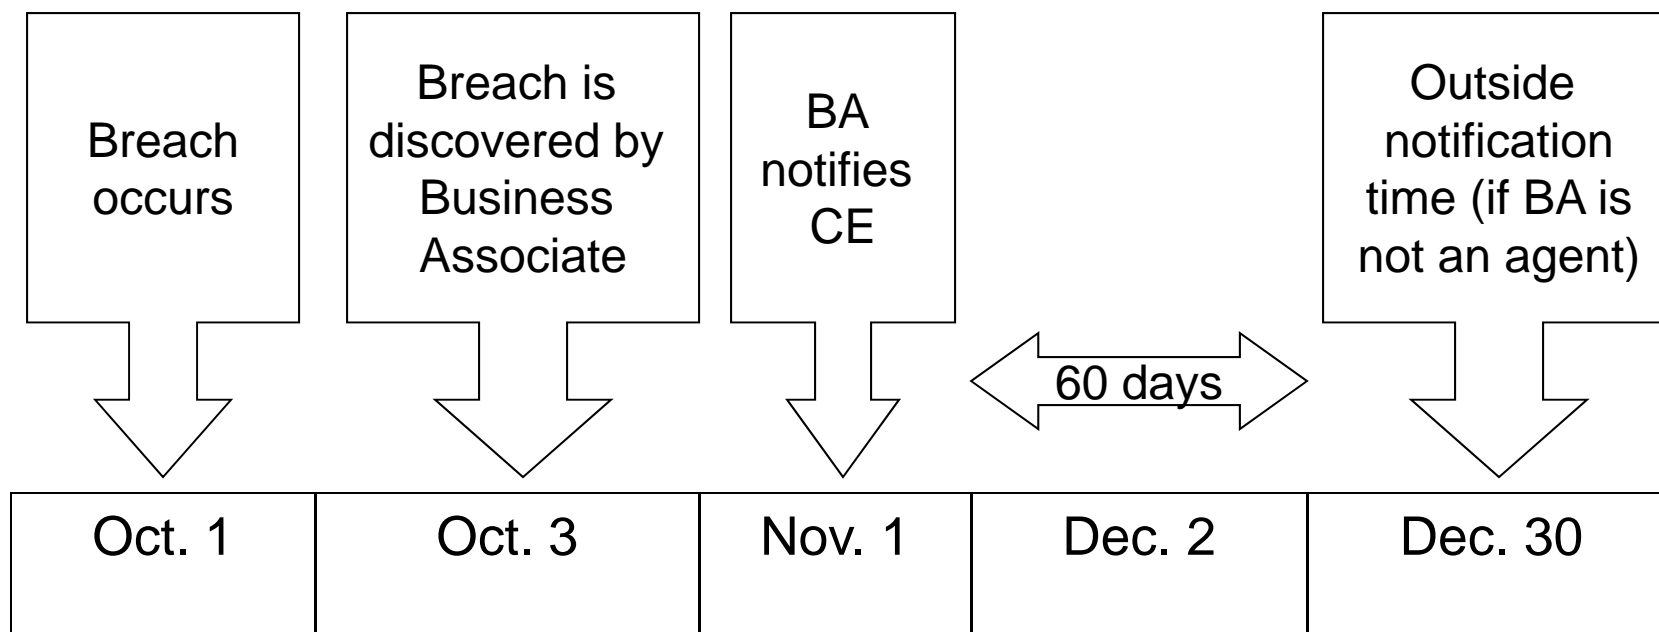 Breach
occurs
Breach is
discovered by
Business
Associate
BA
notifies
CE
Outside
notification
time (if BA is
not an agent)
60 days
Oct. 1
Oct. 3
Nov. 1
Dec. 2
Dec. 30